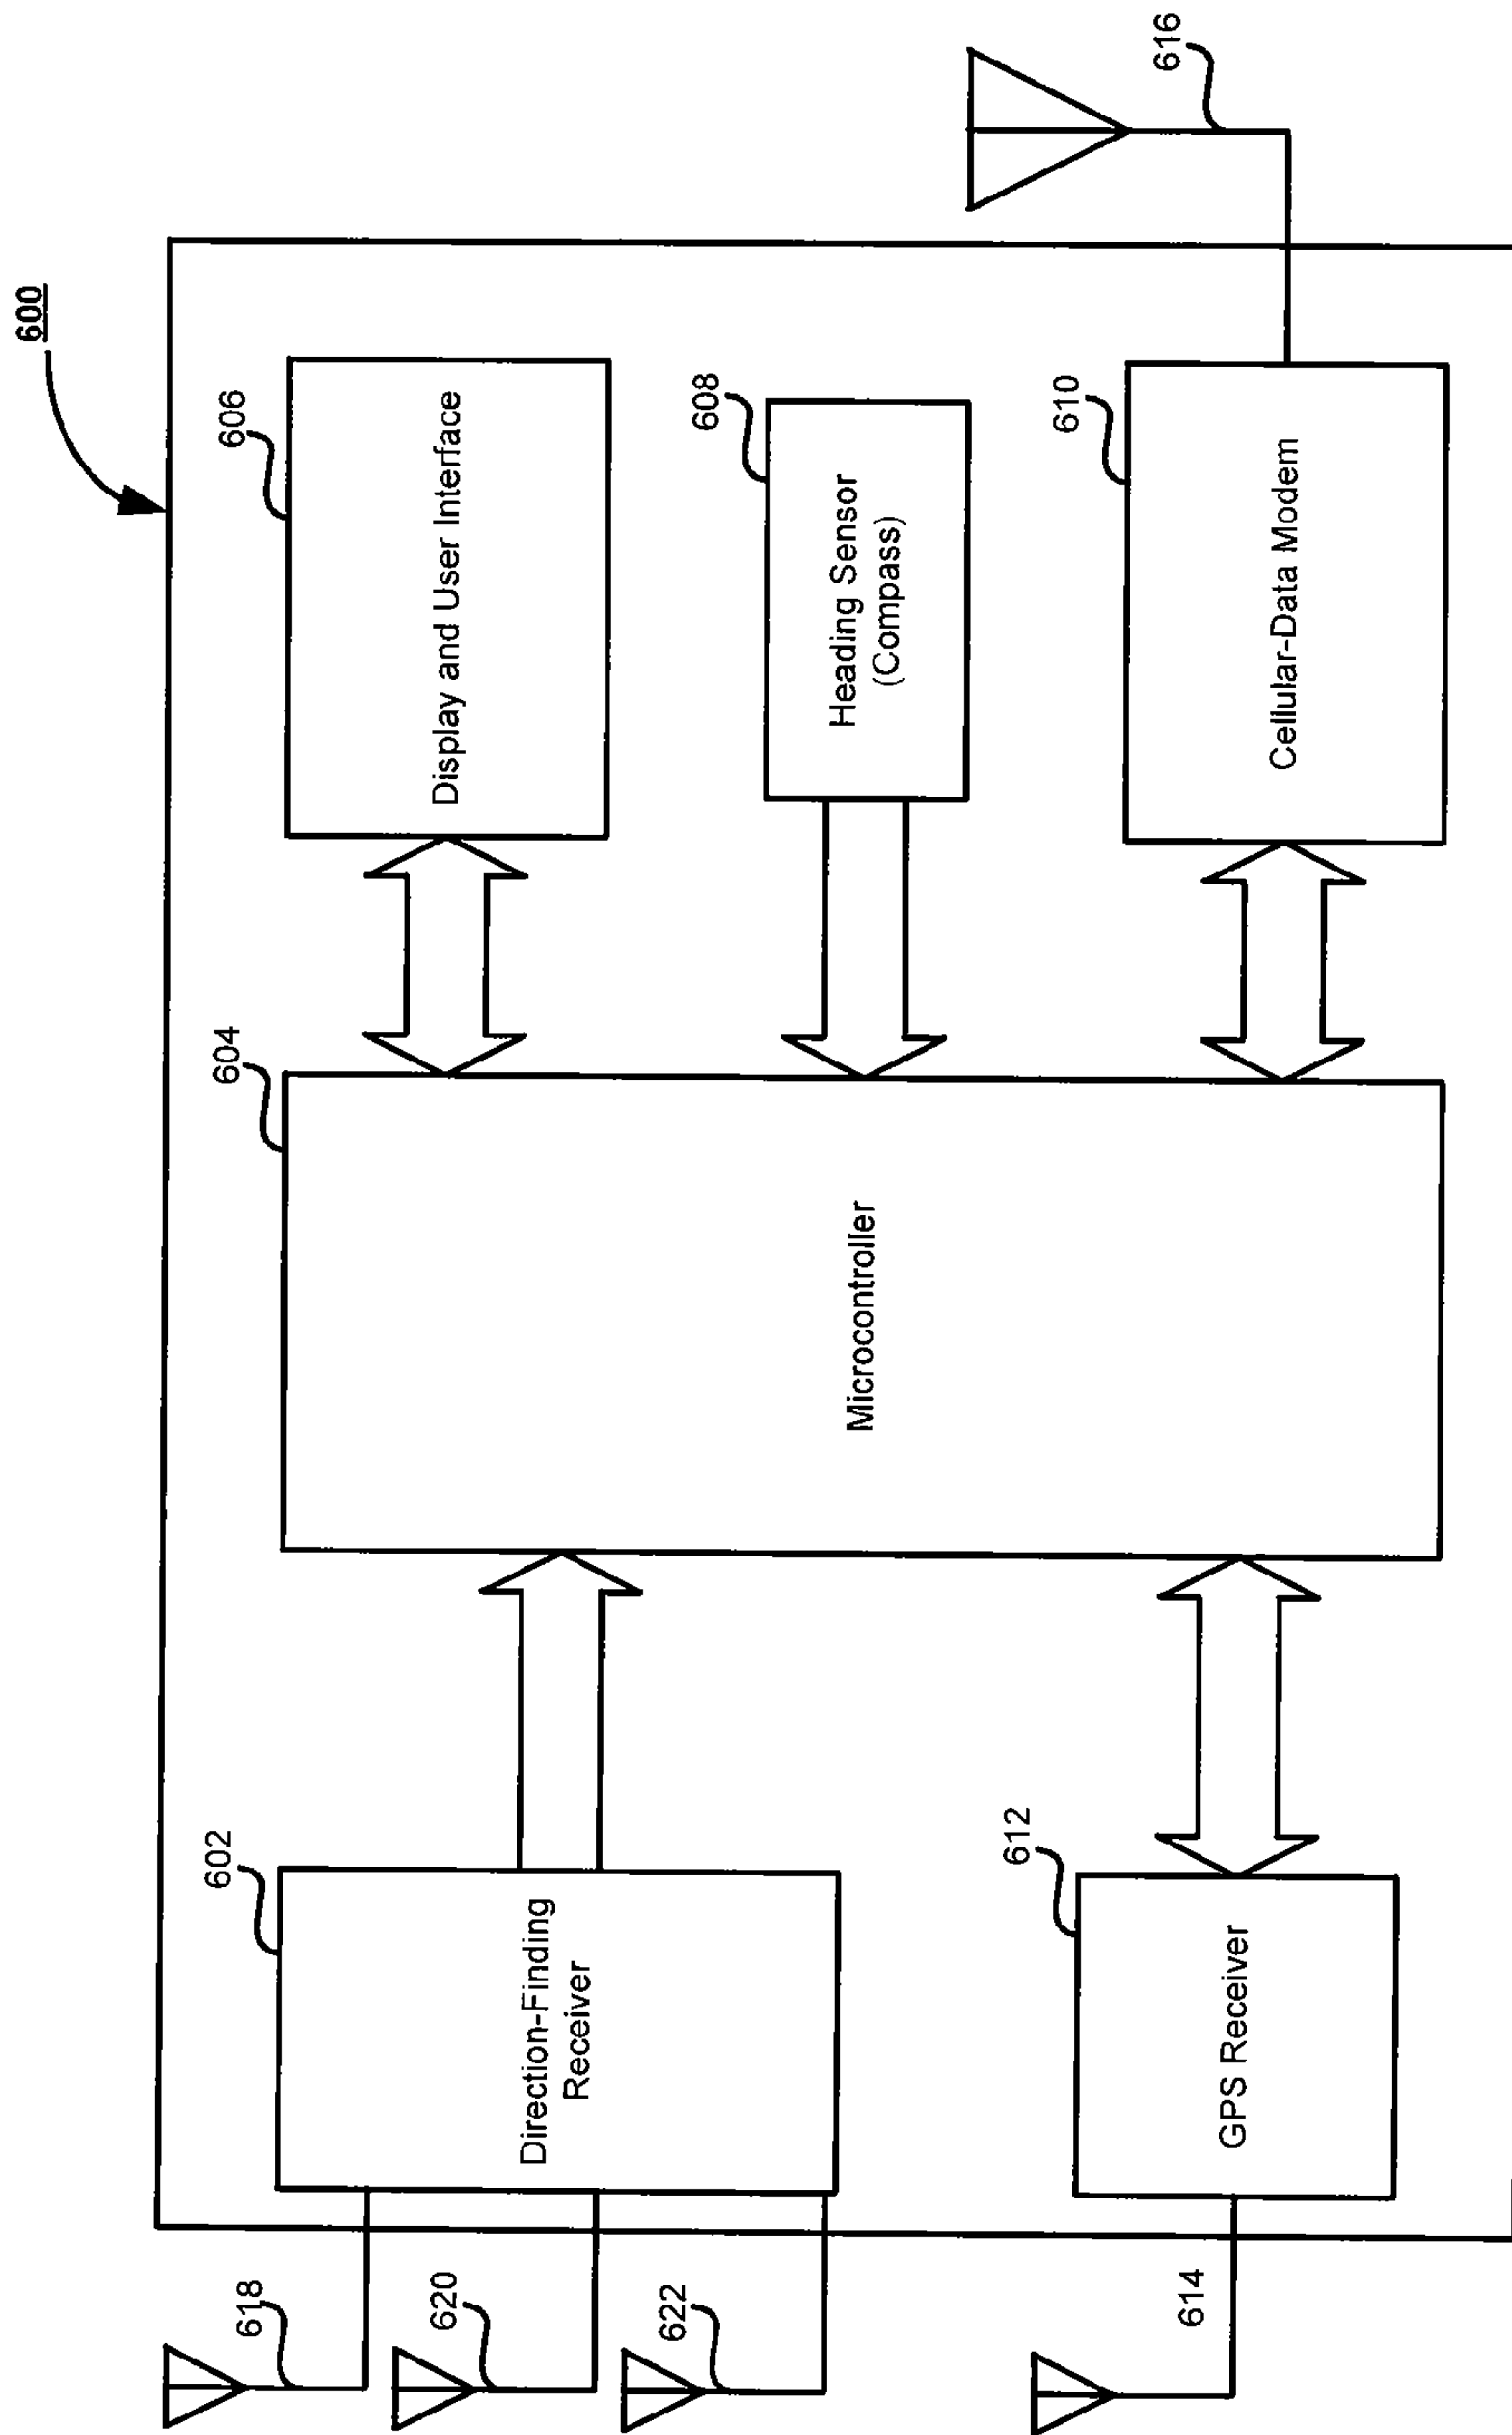 600
618
620
622
602
Direction-Finding
Receiver
604
Microcontroller
606
Display and User Interface
608
Heading Sensor
(Compass)
610
Cellular-Data Modem
616
612
GPS Receiver
614